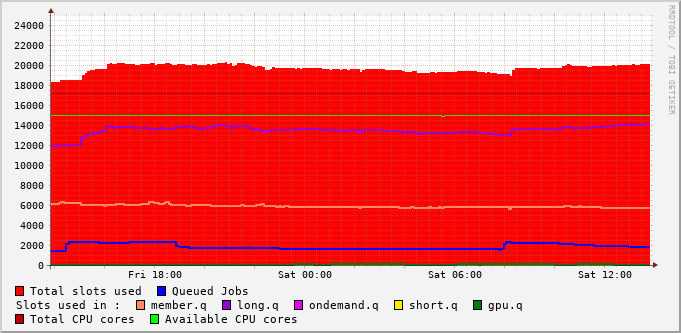 24000
22000
20000
18000
16000
14000
12000
10000
8000
6000
4000
2000
0
Fri 18:00 Sat 00:00 Sat 06:00 Sat 12:00
RRDTOOL / TOBI OETIKER
Total slots used Queued Jobs
Slots used in : member.q long.q ondemand.q short.q gpu.q
Total CPU cores Available CPU cores